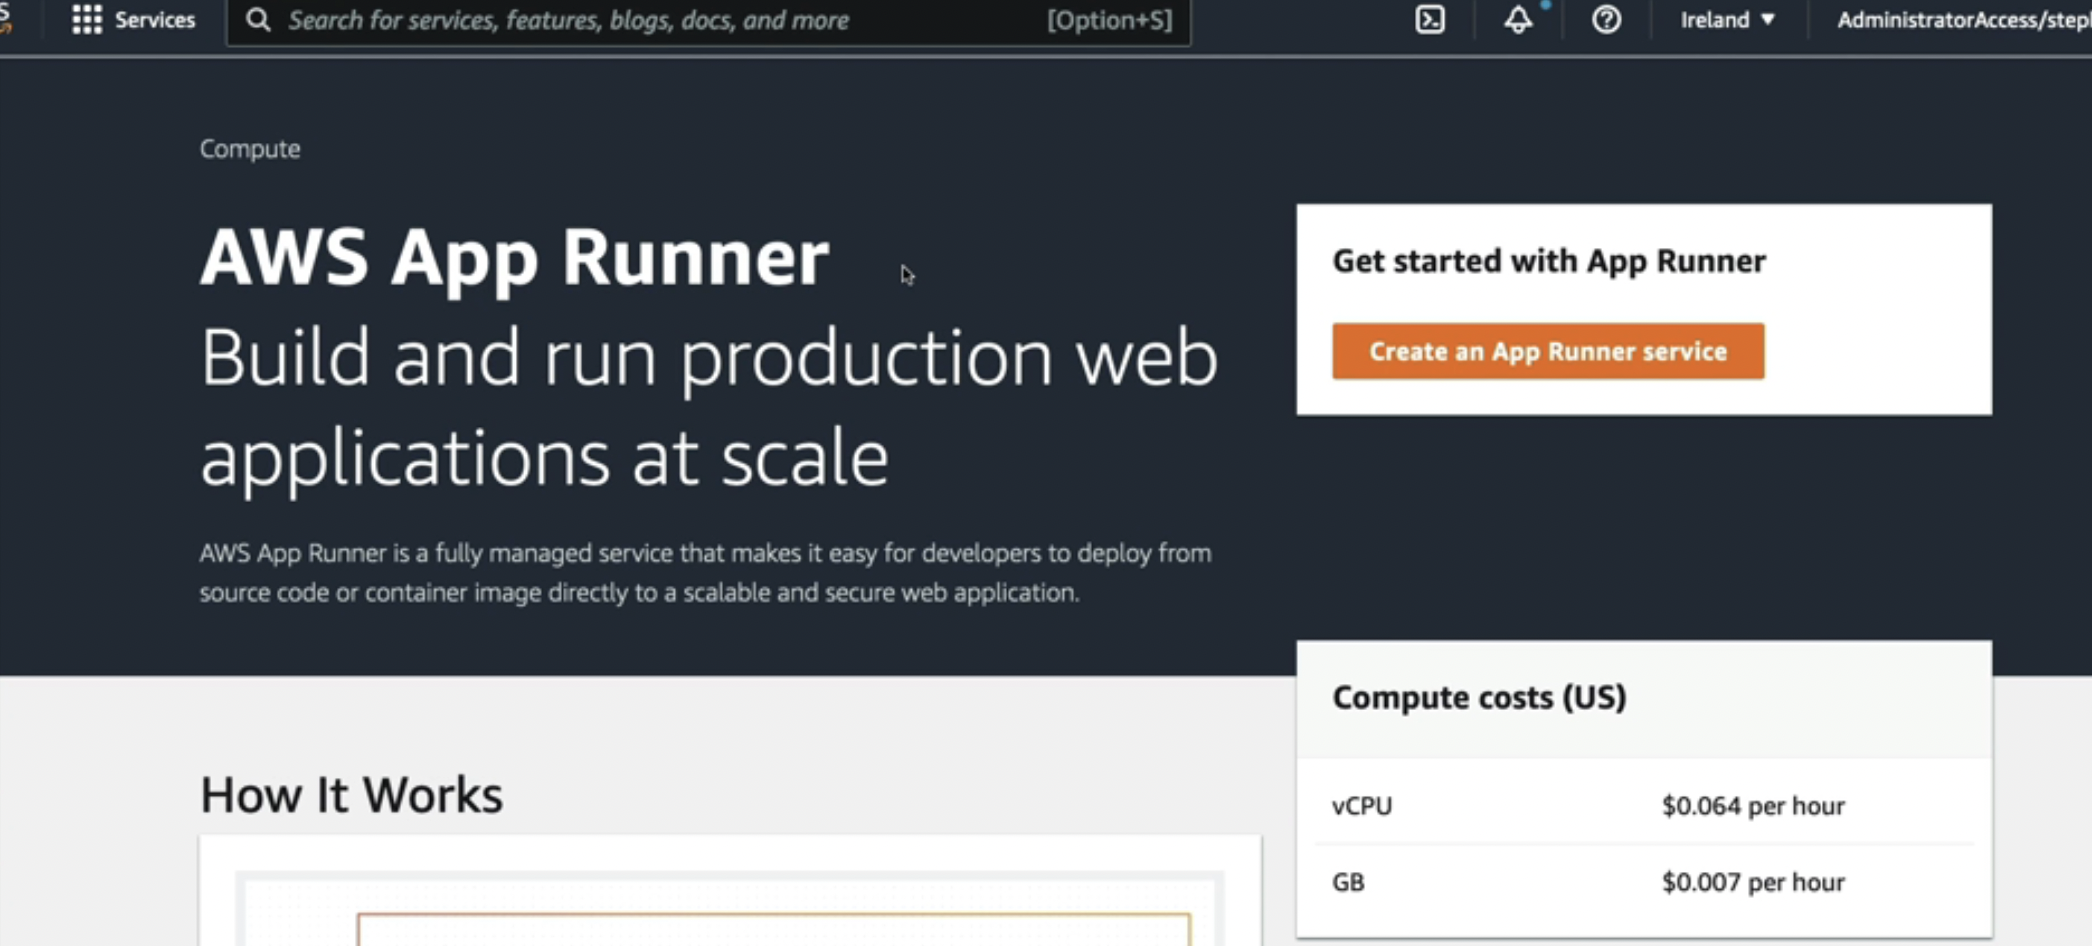 Services
Search for services, features, blogs, docs, and more
[Option+S]
Ireland ▼
AdministratorAccess/step
Compute
AWS App Runner
Build and run production web
applications at scale
AWS App Runner is a fully managed service that makes it easy for developers to deploy from
source code or container image directly to a scalable and secure web application.
Get started with App Runner
Create an App Runner service
Compute costs (US)
vCPU $0.064 per hour
GB $0.007 per hour
How It Works